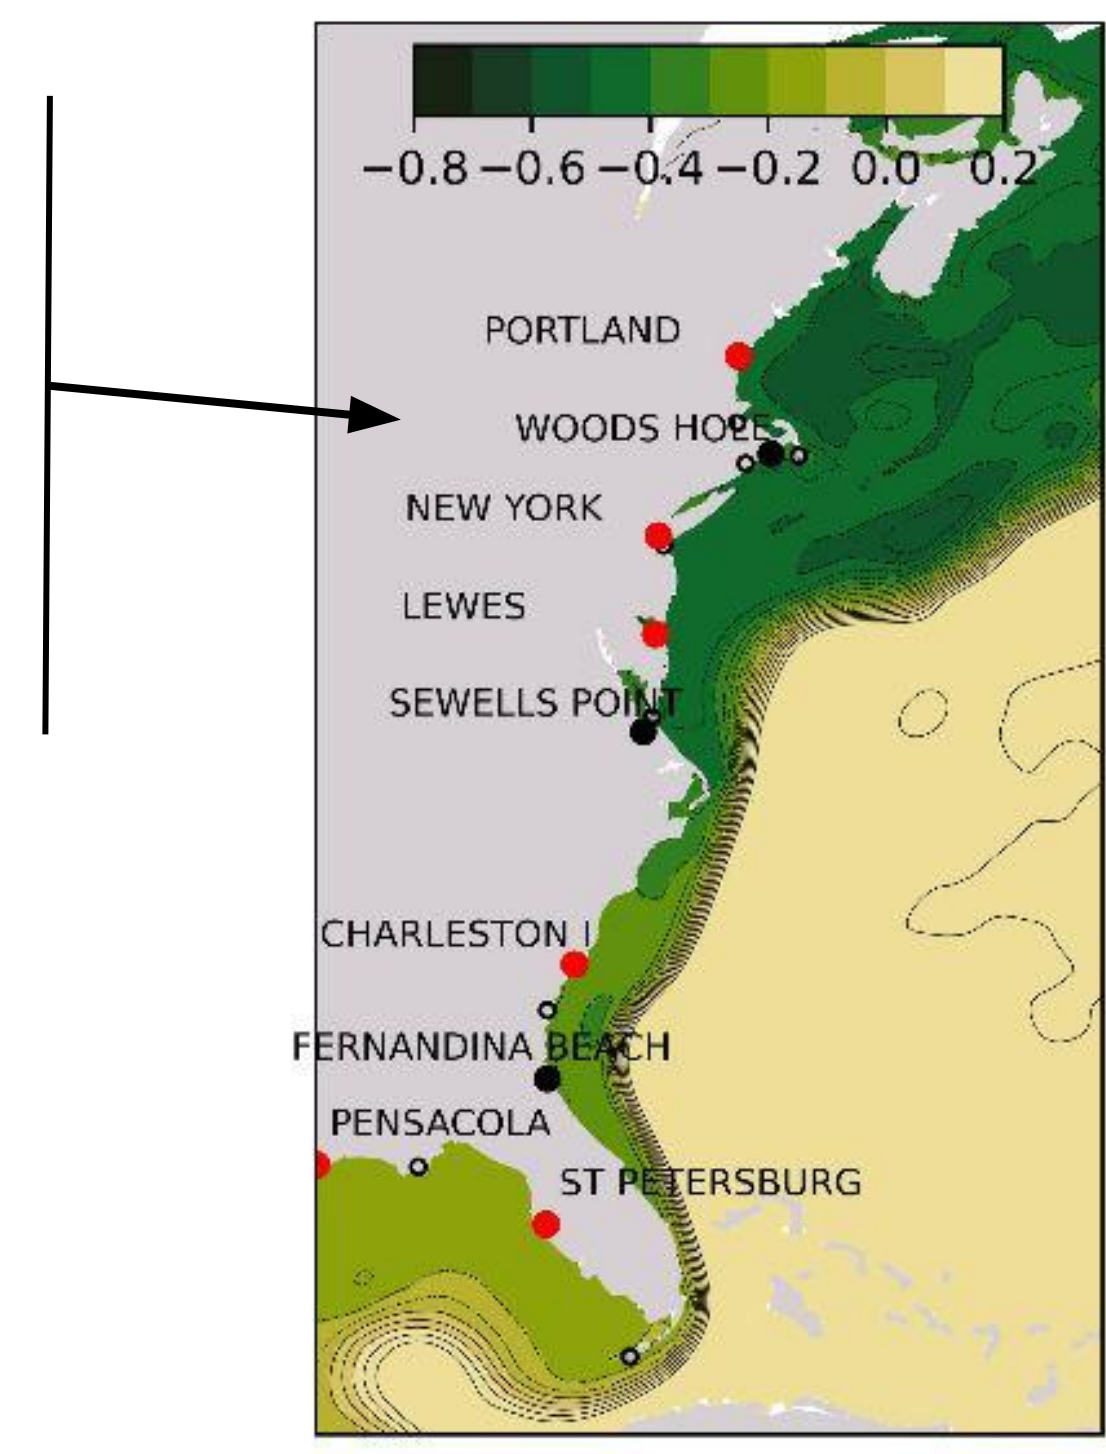 −0.8 −0.6 −0.4 −0.2 0.0 0.2
PORTLAND
WOODS HOLE
NEW YORK
LEWES
SEWELLS POINT
CHARLESTON I
FERNANDINA BEACH
PENSACOLA
ST PETERSBURG